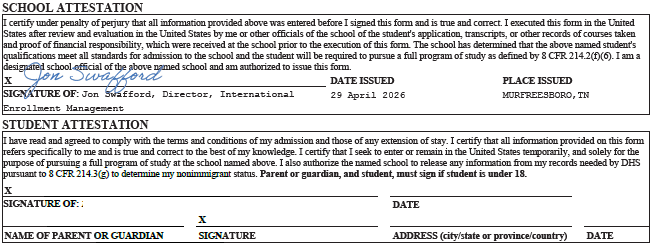 SCHOOL ATTESTATION
I certify under penalty of perjury that all information provided above was entered before I signed this form and is true and correct. I executed this form in the United
States after review and evaluation in the United States by me or other officials of the school of the student's application, transcripts, or other records of courses taken
and proof of financial responsibility, which were received at the school prior to the execution of this form. The school has determined that the above named student's
qualifications meet all standards for admission to the school and the student will be required to pursue a full program of study as defined by 8 CFR 214.2(f)(6). I am a
designated school official of the above named school and am authorized to issue this form.
X Jon Swafford DATE ISSUED PLACE ISSUED
SIGNATURE OF: Jon Swafford, Director, International 29 April 2026 MURFREESBORO,TN
Enrollment Management
STUDENT ATTESTATION
I have read and agreed to comply with the terms and conditions of my admission and those of any extension of stay. I certify that all information provided on this form
refers specifically to me and is true and correct to the best of my knowledge. I certify that I seek to enter or remain in the United States temporarily, and solely for the
purpose of pursuing a full program of study at the school named above. I also authorize the named school to release any information from my records needed by DHS
pursuant to 8 CFR 214.3(g) to determine my nonimmigrant status. Parent or guardian, and student, must sign if student is under 18.
X
SIGNATURE OF: DATE
X
NAME OF PARENT OR GUARDIAN SIGNATURE ADDRESS (city/state or province/country) DATE